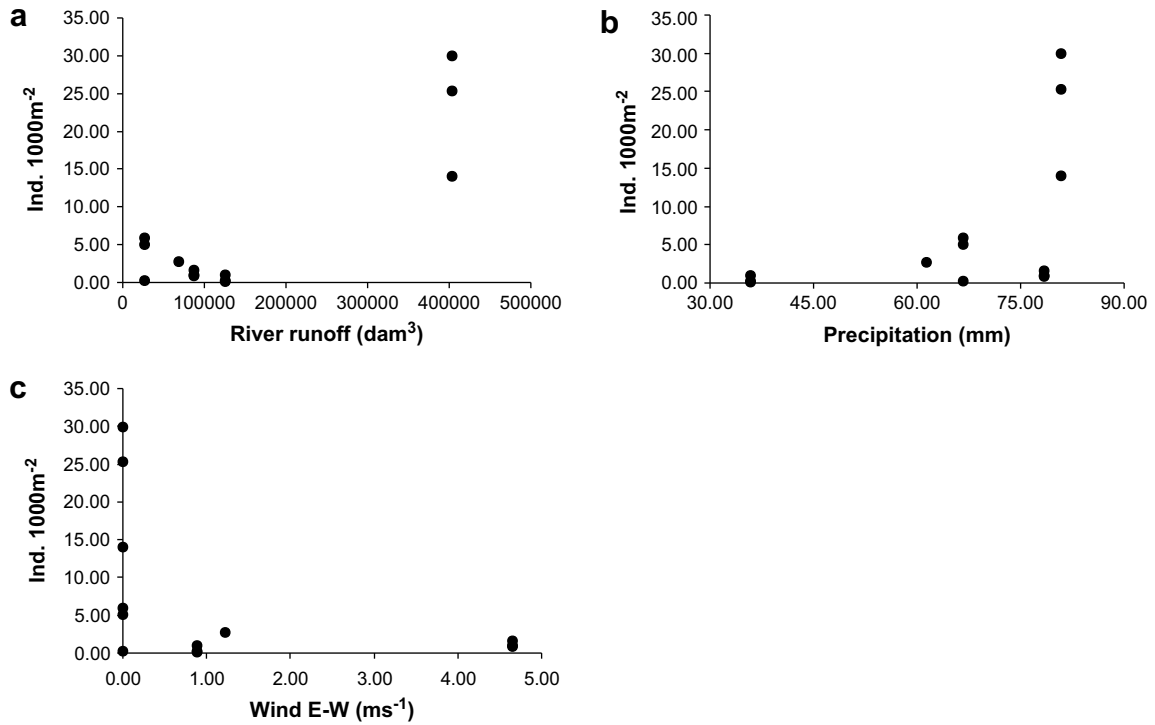 a
35.00
30.00
25.00
20.00
15.00
10.00
5.00
0.00
Ind. 1000m⁻²
0 100000 200000 300000 400000 500000
River runoff (dam³)
b
35.00
30.00
25.00
20.00
15.00
10.00
5.00
0.00
Ind. 1000m⁻²
30.00 45.00 60.00 75.00 90.00
Precipitation (mm)
c
35.00
30.00
25.00
20.00
15.00
10.00
5.00
0.00
Ind. 1000m⁻²
0.00 1.00 2.00 3.00 4.00 5.00
Wind E-W (ms⁻¹)